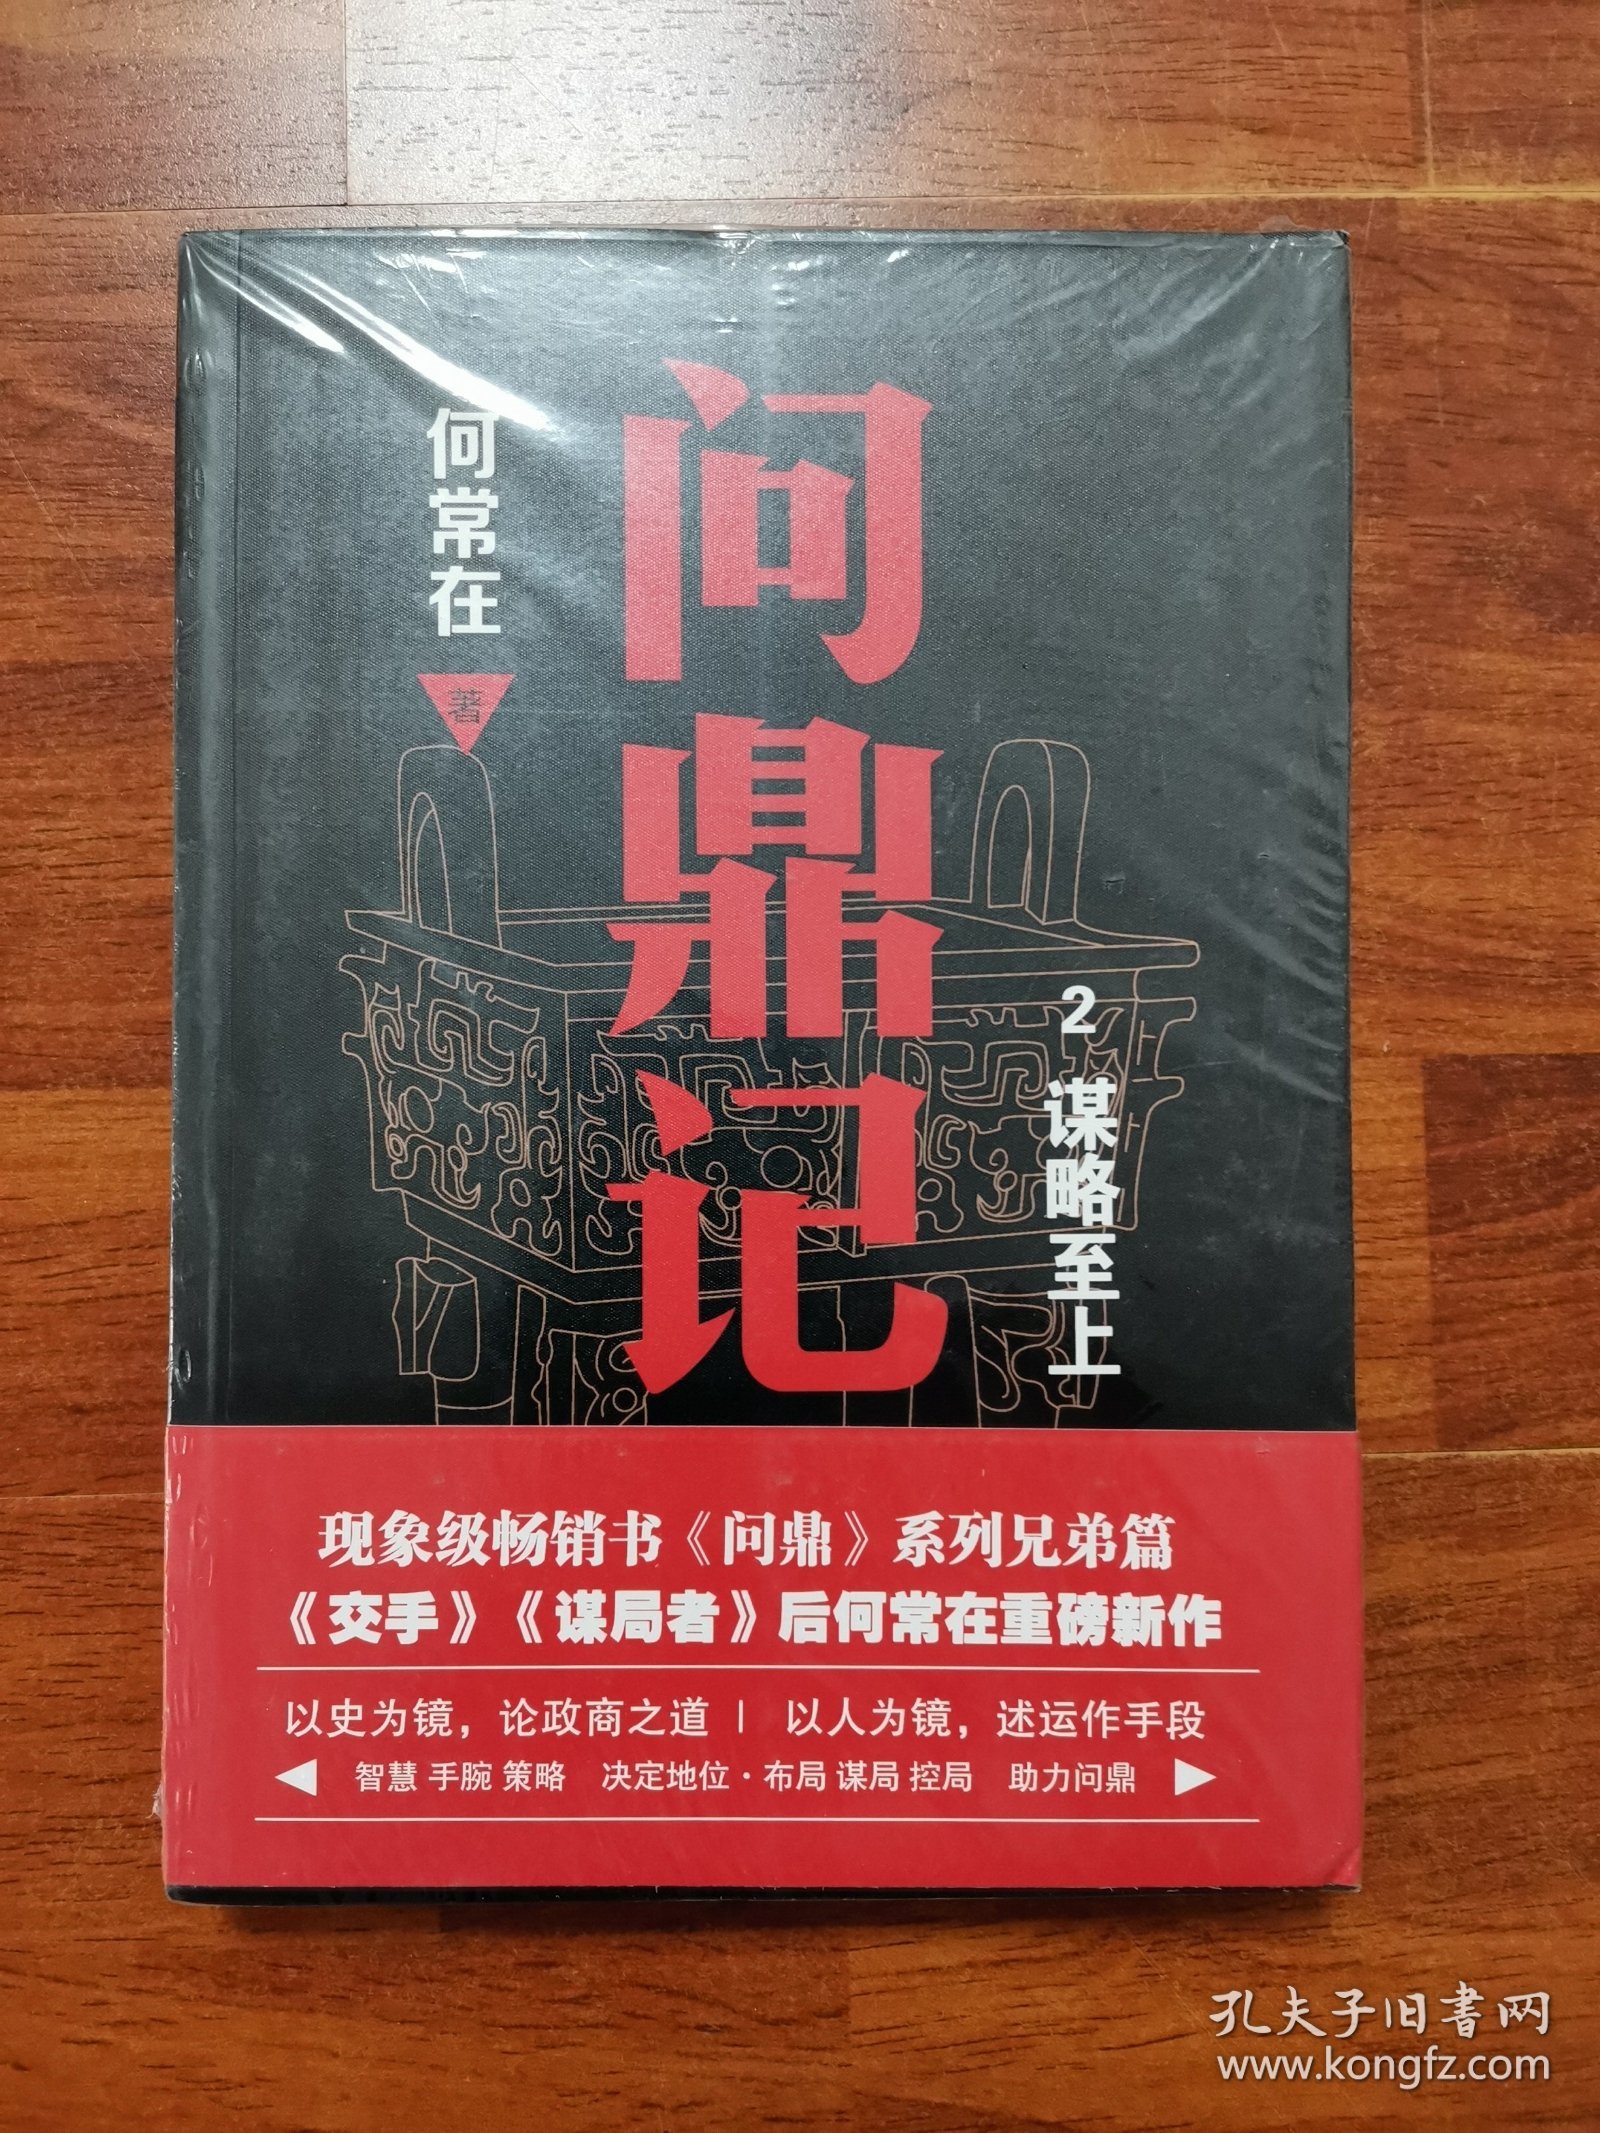 何常在
著
问鼎记
2 谋略至上
现象级畅销书《问鼎》系列兄弟篇
《交手》《谋局者》后何常在重磅新作
以史为镜，论政商之道 | 以人为镜，述运作手段
智慧 手腕 策略 决定地位·布局 谋局 控局 助力问鼎
孔夫子旧书网
www.kongfz.com